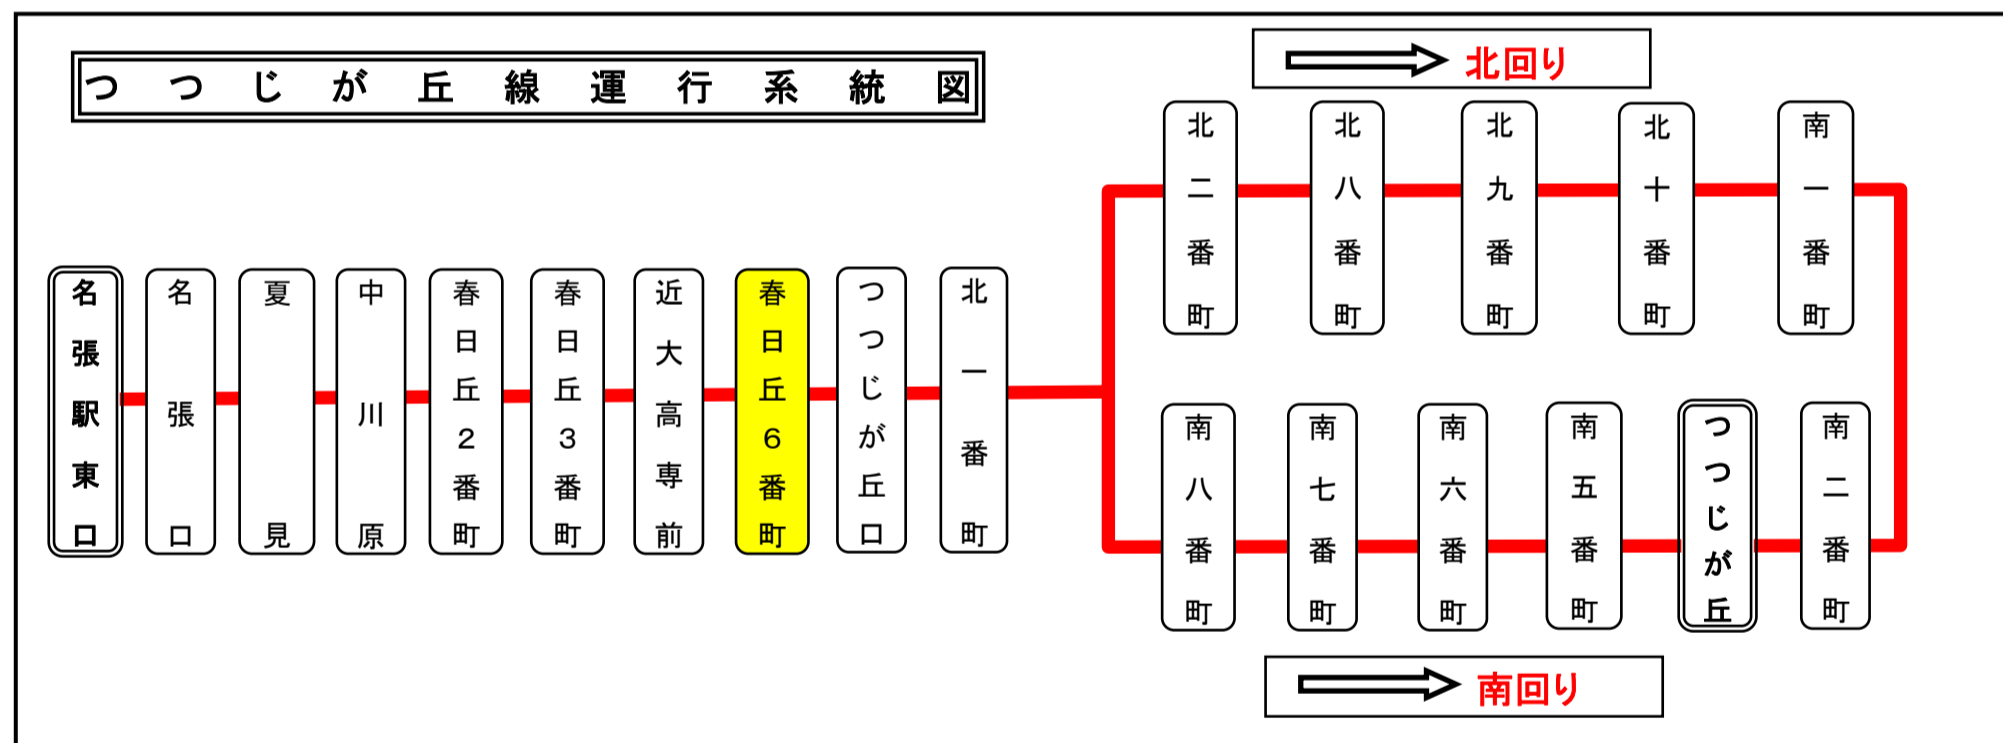 つつじが丘線運行系統図
北回り
北二番町
北八番町
北九番町
北十番町
南一番町
名張駅東口
名張口
夏見
中川原
春日丘2番町
春日丘3番町
近大高専前
春日丘6番町
つつじが丘口
北一番町
南八番町
南七番町
南六番町
南五番町
つつじが丘
南二番町
南回り